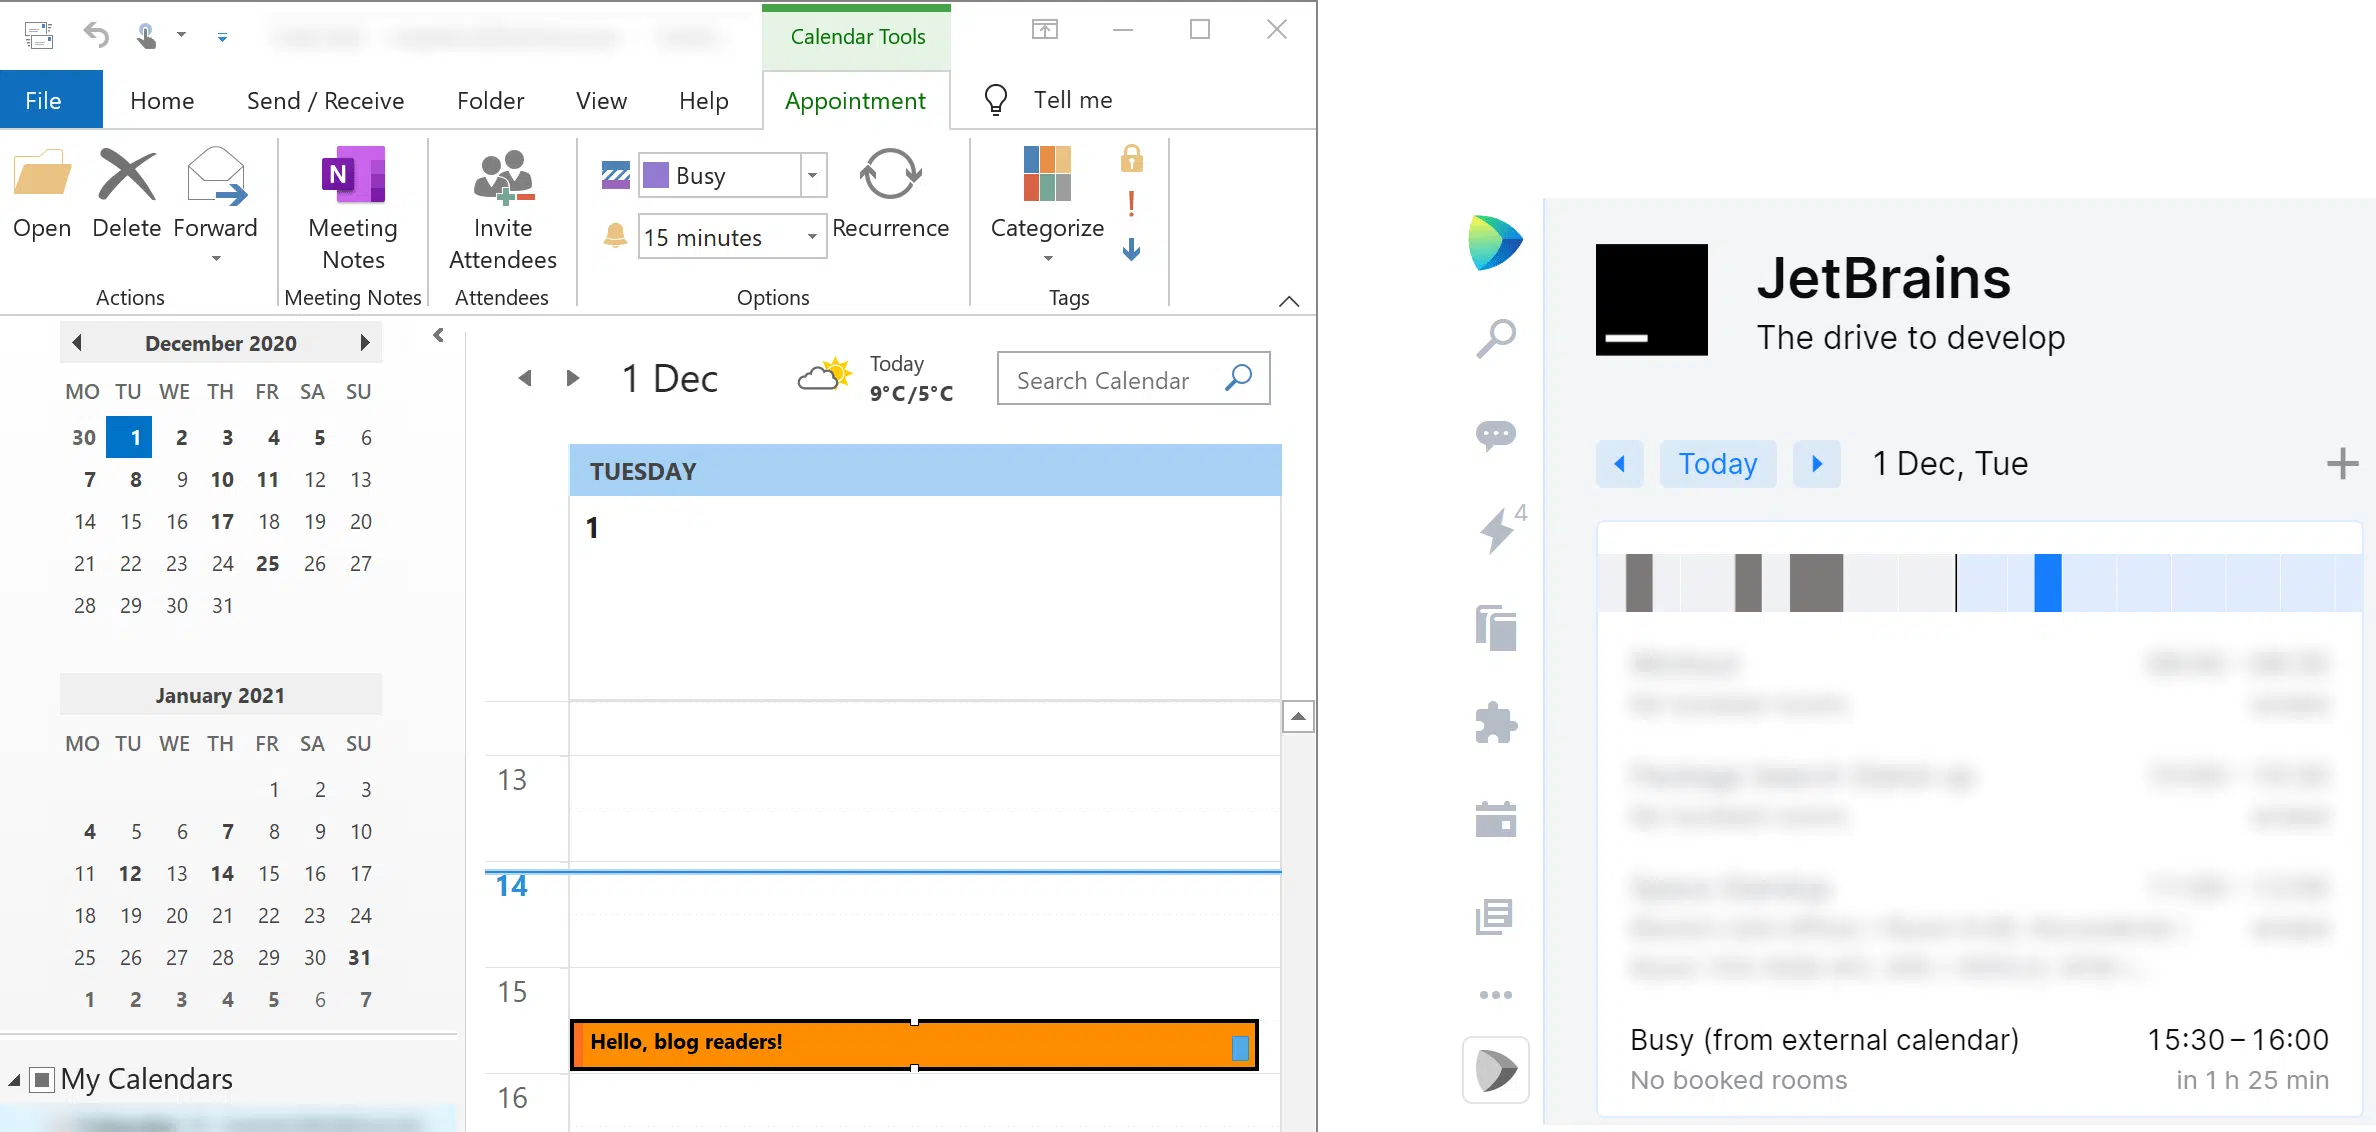 Calendar Tools
File Home Send / Receive Folder View Help Appointment Tell me
Open Delete Forward
Meeting Notes
Invite Attendees
Busy
15 minutes
Recurrence
Categorize
Actions Meeting Notes Attendees Options Tags
December 2020
MO TU WE TH FR SA SU
30 1 2 3 4 5 6
7 8 9 10 11 12 13
14 15 16 17 18 19 20
21 22 23 24 25 26 27
28 29 30 31
January 2021
MO TU WE TH FR SA SU
1 2 3
4 5 6 7 8 9 10
11 12 13 14 15 16 17
18 19 20 21 22 23 24
25 26 27 28 29 30 31
1 2 3 4 5 6 7
My Calendars
1 Dec
Today
9°C/5°C
Search Calendar
TUESDAY
1
13
14
15
Hello, blog readers!
16
JetBrains
The drive to develop
Today 1 Dec, Tue
4
Busy (from external calendar) 15:30 – 16:00
No booked rooms in 1 h 25 min